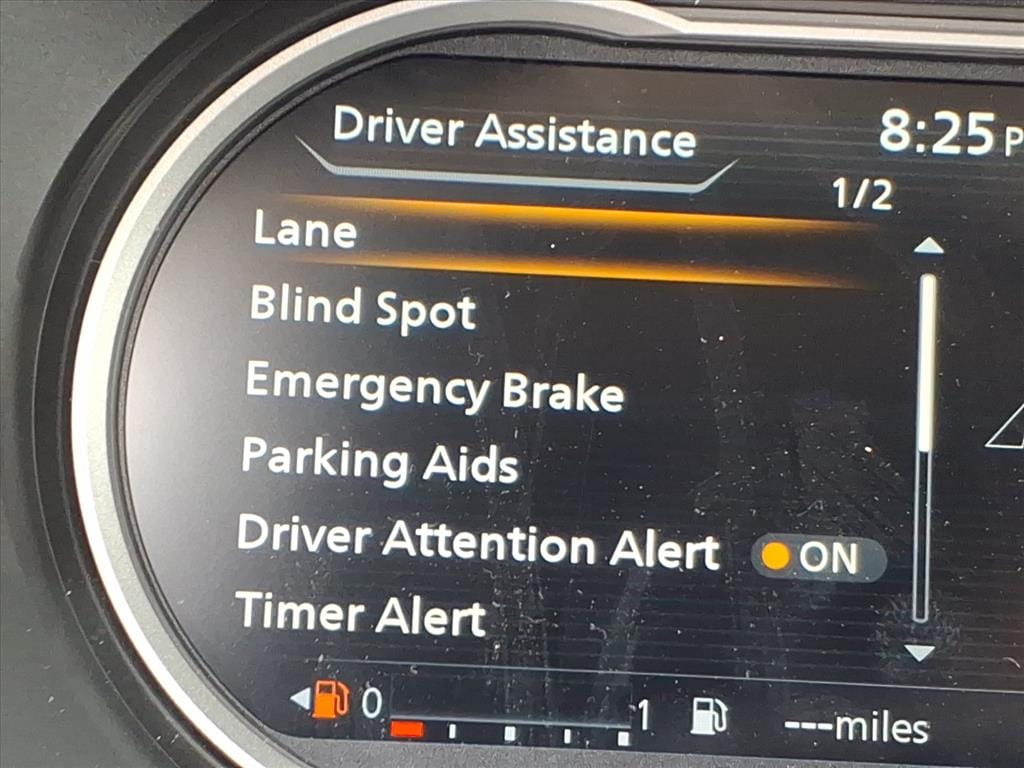 Driver Assistance
8:25 P
1/2
Lane
Blind Spot
Emergency Brake
Parking Aids
Driver Attention Alert ON
Timer Alert
0 1 ---miles